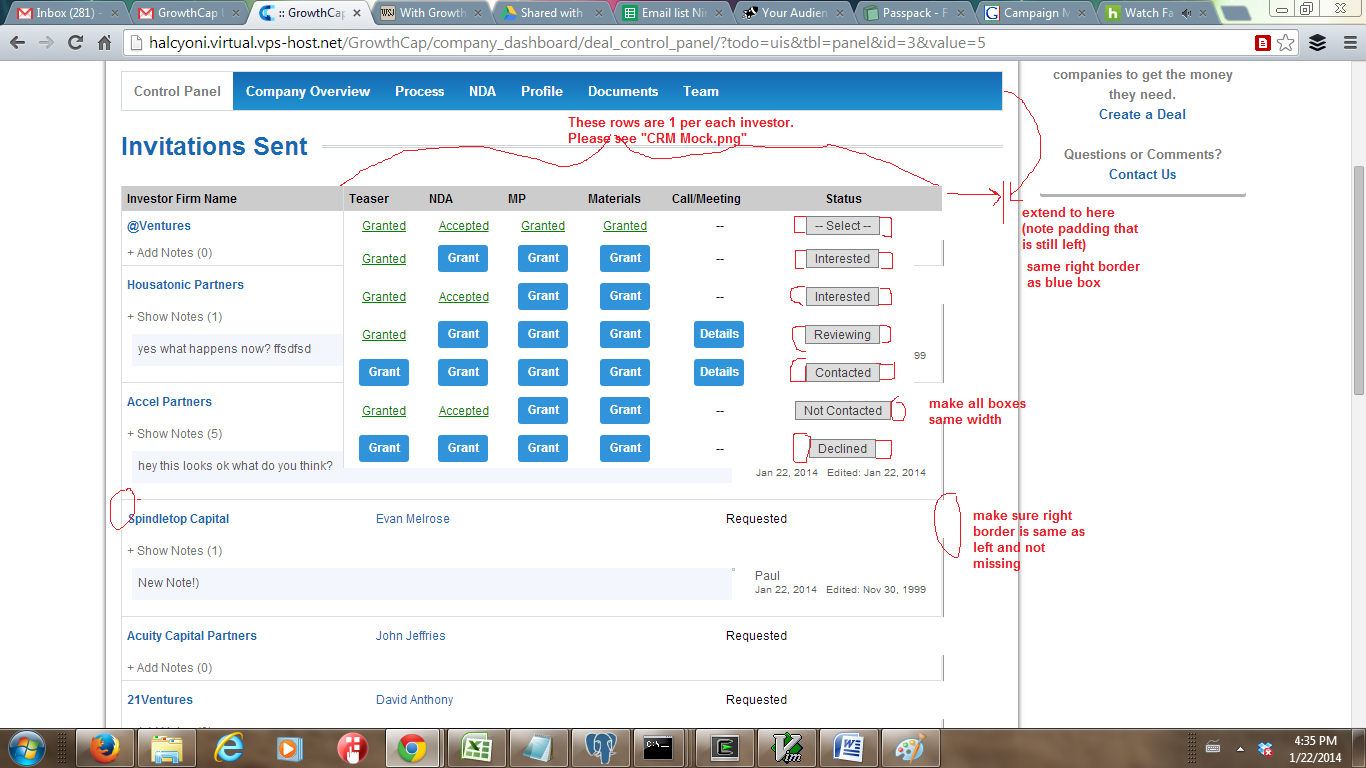 Inbox (281) -
GrowthCap
:: GrowthCap
With Growth
Shared with
Email list Ni
Your Audien
Passpack - F
Campaign M
Watch Fa
halcyoni.virtual.vps-host.net/GrowthCap/company_dashboard/deal_control_panel/?todo=uis&tbl=panel&id=3&value=5
Control Panel Company Overview Process NDA Profile Documents Team
companies to get the money
they need.
Create a Deal
Questions or Comments?
Contact Us
These rows are 1 per each investor.
Please see "CRM Mock.png"
Invitations Sent
Investor Firm Name Teaser NDA MP Materials Call/Meeting Status
@Ventures Granted Accepted Granted Granted -- -- Select --
+ Add Notes (0)
Granted Grant Grant Grant -- Interested
Housatonic Partners
Granted Accepted Grant Grant -- Interested
+ Show Notes (1)
Granted Grant Grant Grant Details Reviewing
yes what happens now? ffsdfsd
99
Grant Grant Grant Grant Details Contacted
Accel Partners
Granted Accepted Grant Grant -- Not Contacted
+ Show Notes (5)
Grant Grant Grant Grant -- Declined
hey this looks ok what do you think?
Jan 22, 2014 Edited: Jan 22, 2014
extend to here
(note padding that
is still left)
same right border
as blue box
make all boxes
same width
Spindletop Capital Evan Melrose Requested
+ Show Notes (1)
New Note!)
Paul
Jan 22, 2014 Edited: Nov 30, 1999
make sure right
border is same as
left and not
missing
Acuity Capital Partners John Jeffries Requested
+ Add Notes (0)
21Ventures David Anthony Requested
4:35 PM
1/22/2014